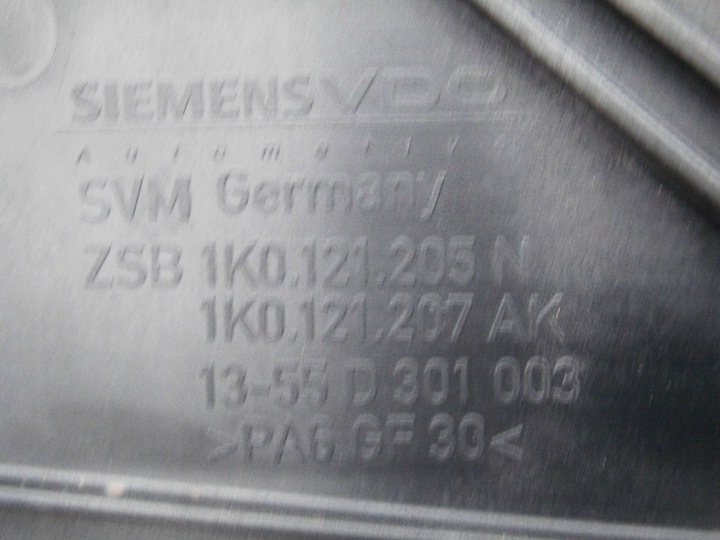 SIEMENS VDO
Automotive
SVM Germany
ZSB 1K0.121.205 N
1K0.121.207 AK
13-55 D 301 003
>PA6.GF 30<